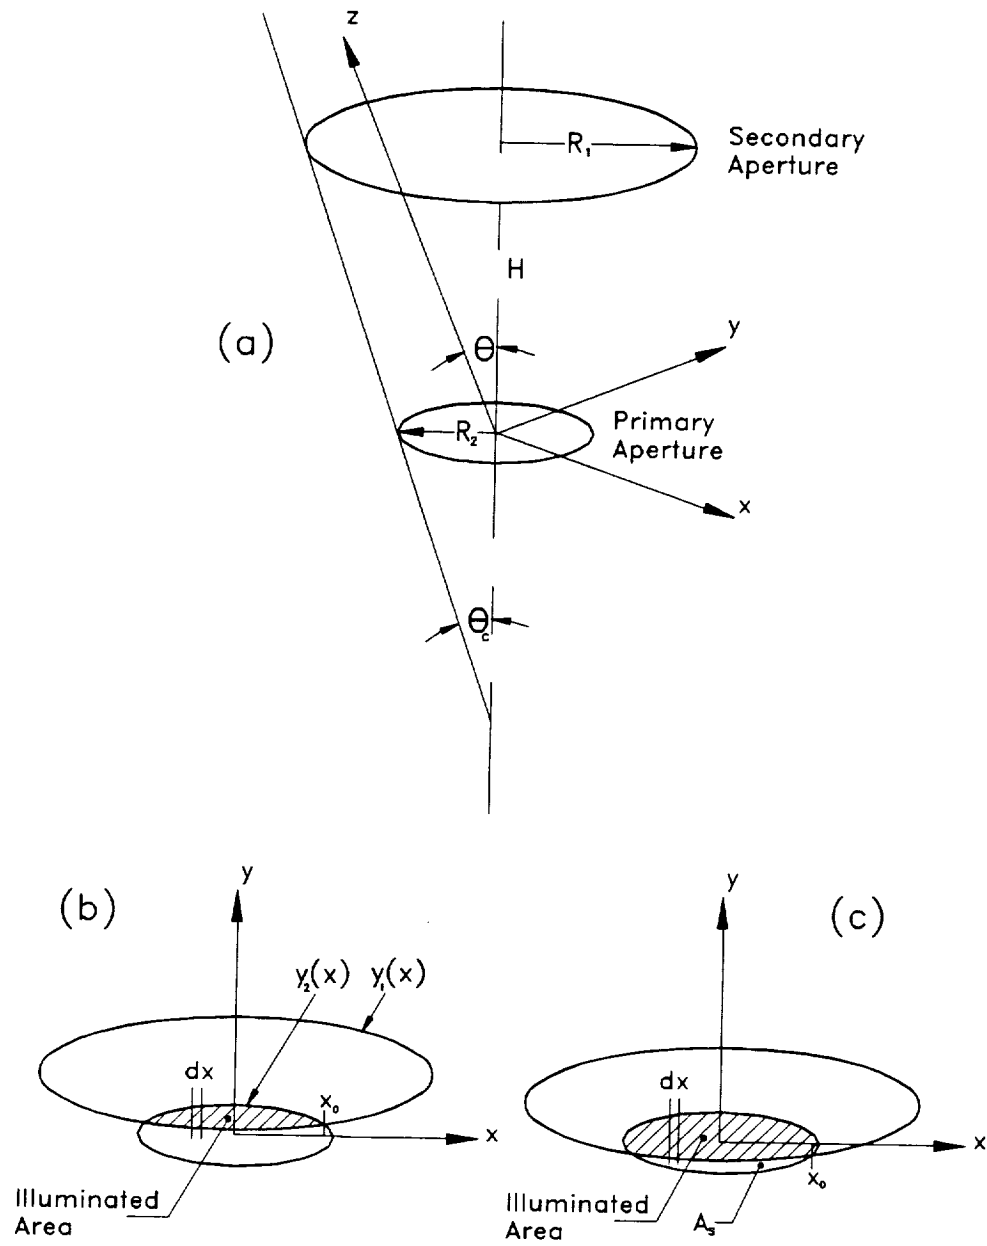 z
R₁
Secondary
Aperture
H
(a)
θ
y
R₂
Primary
Aperture
x
θc
(b)
y
y₂(x)
y₁(x)
dx
x₀
x
Illuminated
Area
(c)
y
dx
x
x₀
Illuminated
Area
Aₛ